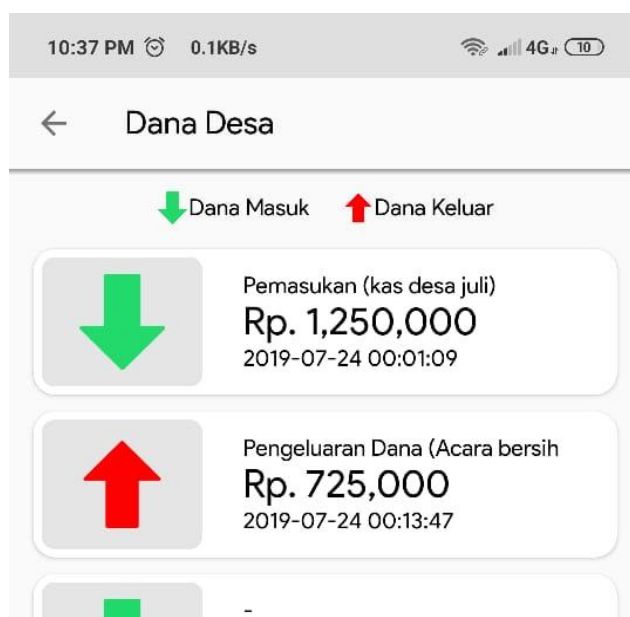 10:37 PM 0.1KB/s 4G 10
Dana Desa
Dana Masuk Dana Keluar
Pemasukan (kas desa juli)
Rp. 1,250,000
2019-07-24 00:01:09
Pengeluaran Dana (Acara bersih
Rp. 725,000
2019-07-24 00:13:47
-